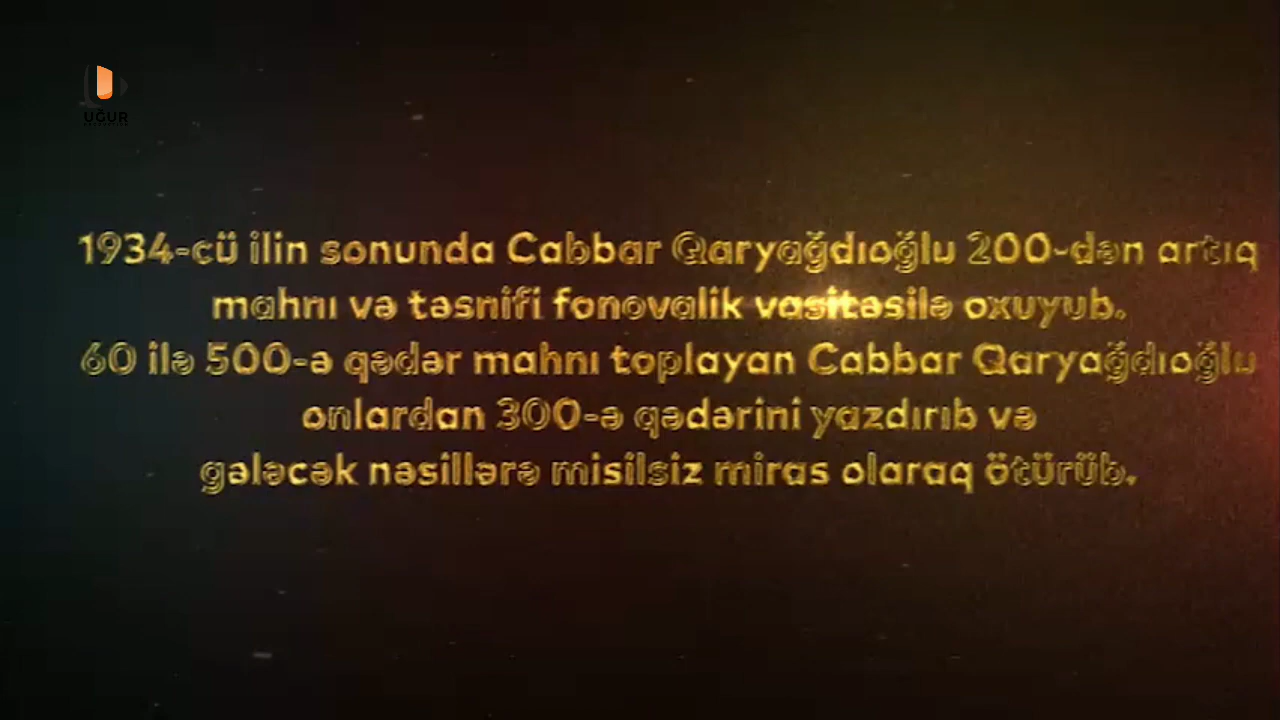 UĞUR
1934-cü ilin sonunda Cabbar Qaryağdıoğlu 200-dən artıq
mahnı və təsnifi fonovalik vasitəsilə oxuyub.
60 ilə 500-ə qədər mahnı toplayan Cabbar Qaryağdıoğlu
onlardan 300-ə qədərini yazdırıb və
gələcək nəsillərə misilsiz miras olaraq ötürüb.